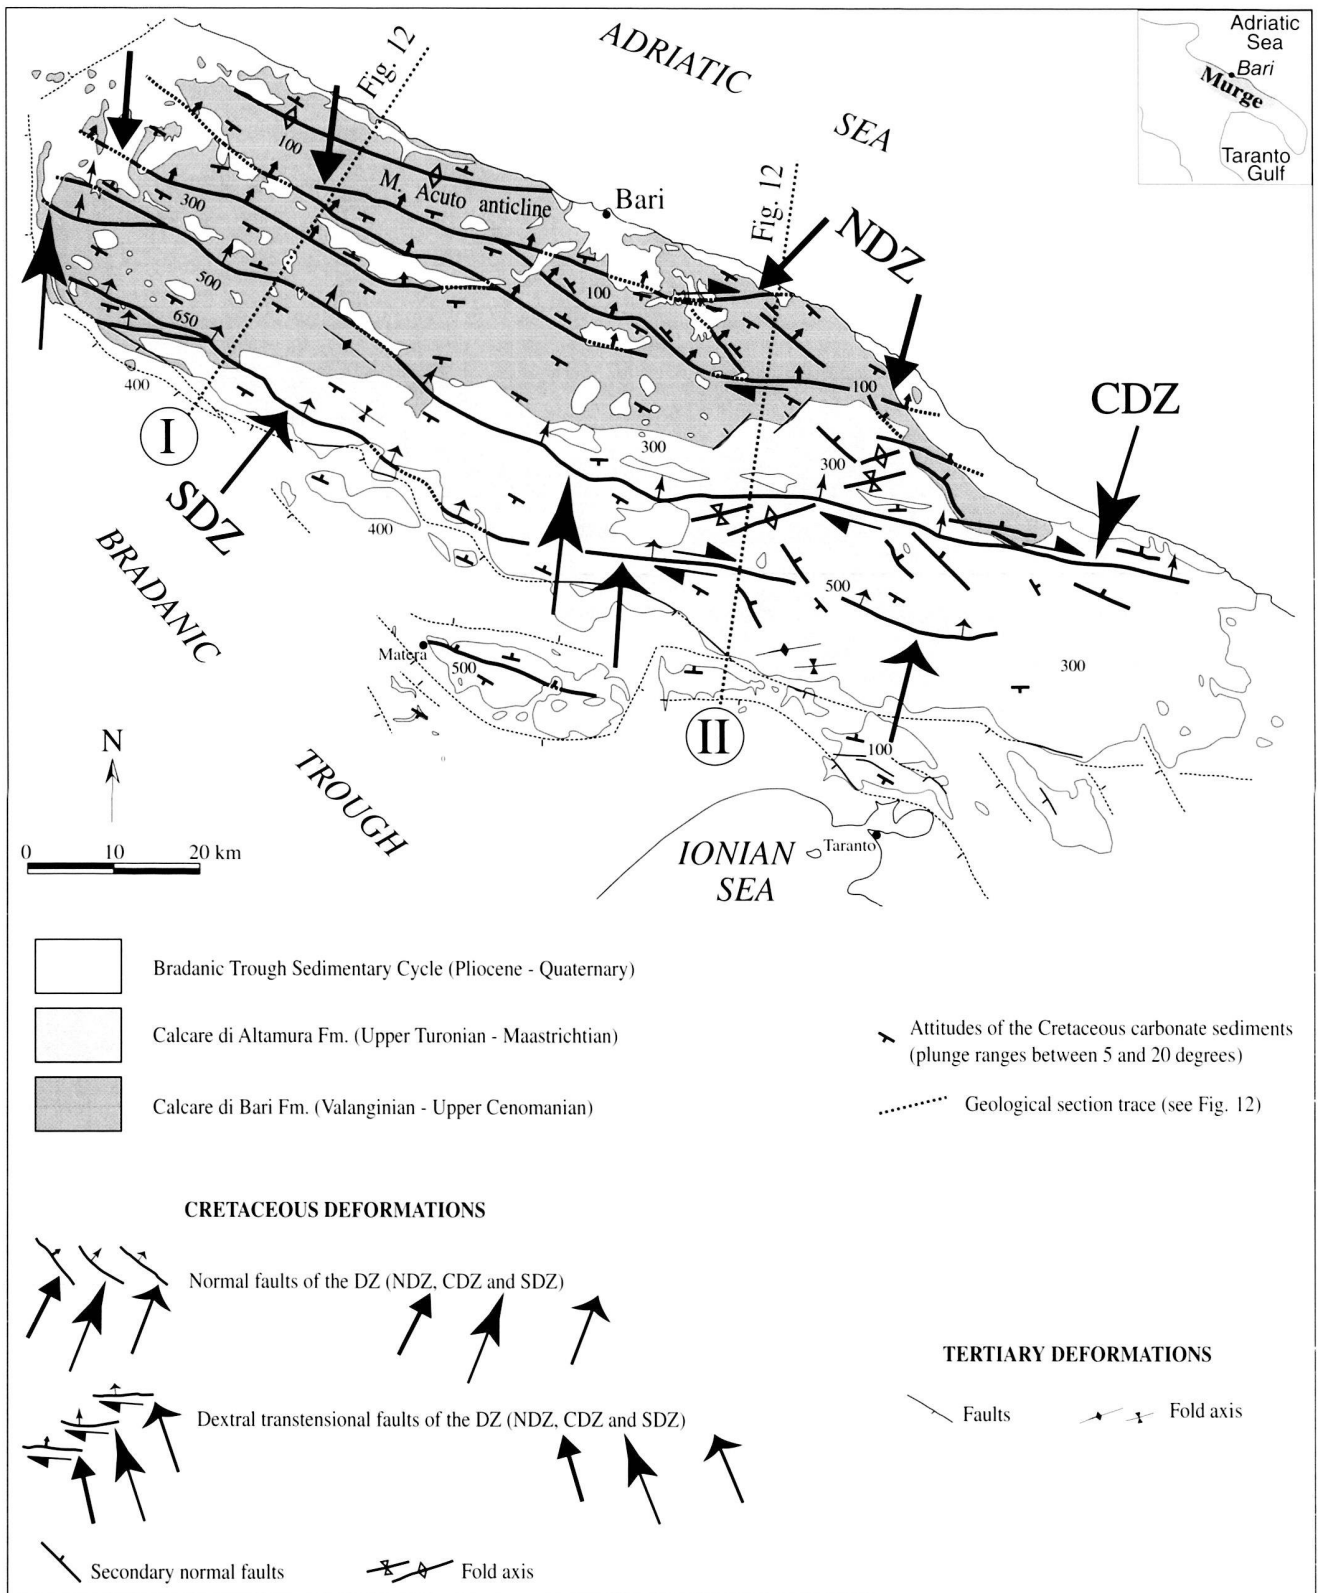 ADRIATIC
SEA
Fig. 12
Adriatic
Sea
Bari
Murge
Taranto
Gulf
100
M. Acuto anticline
Bari
Fig. 12
NDZ
300
500
100
650
400
100
CDZ
I
300
300
SDZ
400
500
BRADANIC
Matera
500
300
II
100
N
TROUGH
0 10 20 km
IONIAN
SEA
Taranto
Bradanic Trough Sedimentary Cycle (Pliocene - Quaternary)
Calcare di Altamura Fm. (Upper Turonian - Maastrichtian)
Calcare di Bari Fm. (Valanginian - Upper Cenomanian)
Attitudes of the Cretaceous carbonate sediments
(plunge ranges between 5 and 20 degrees)
Geological section trace (see Fig. 12)
CRETACEOUS DEFORMATIONS
Normal faults of the DZ (NDZ, CDZ and SDZ)
Dextral transtensional faults of the DZ (NDZ, CDZ and SDZ)
Secondary normal faults
Fold axis
TERTIARY DEFORMATIONS
Faults
Fold axis